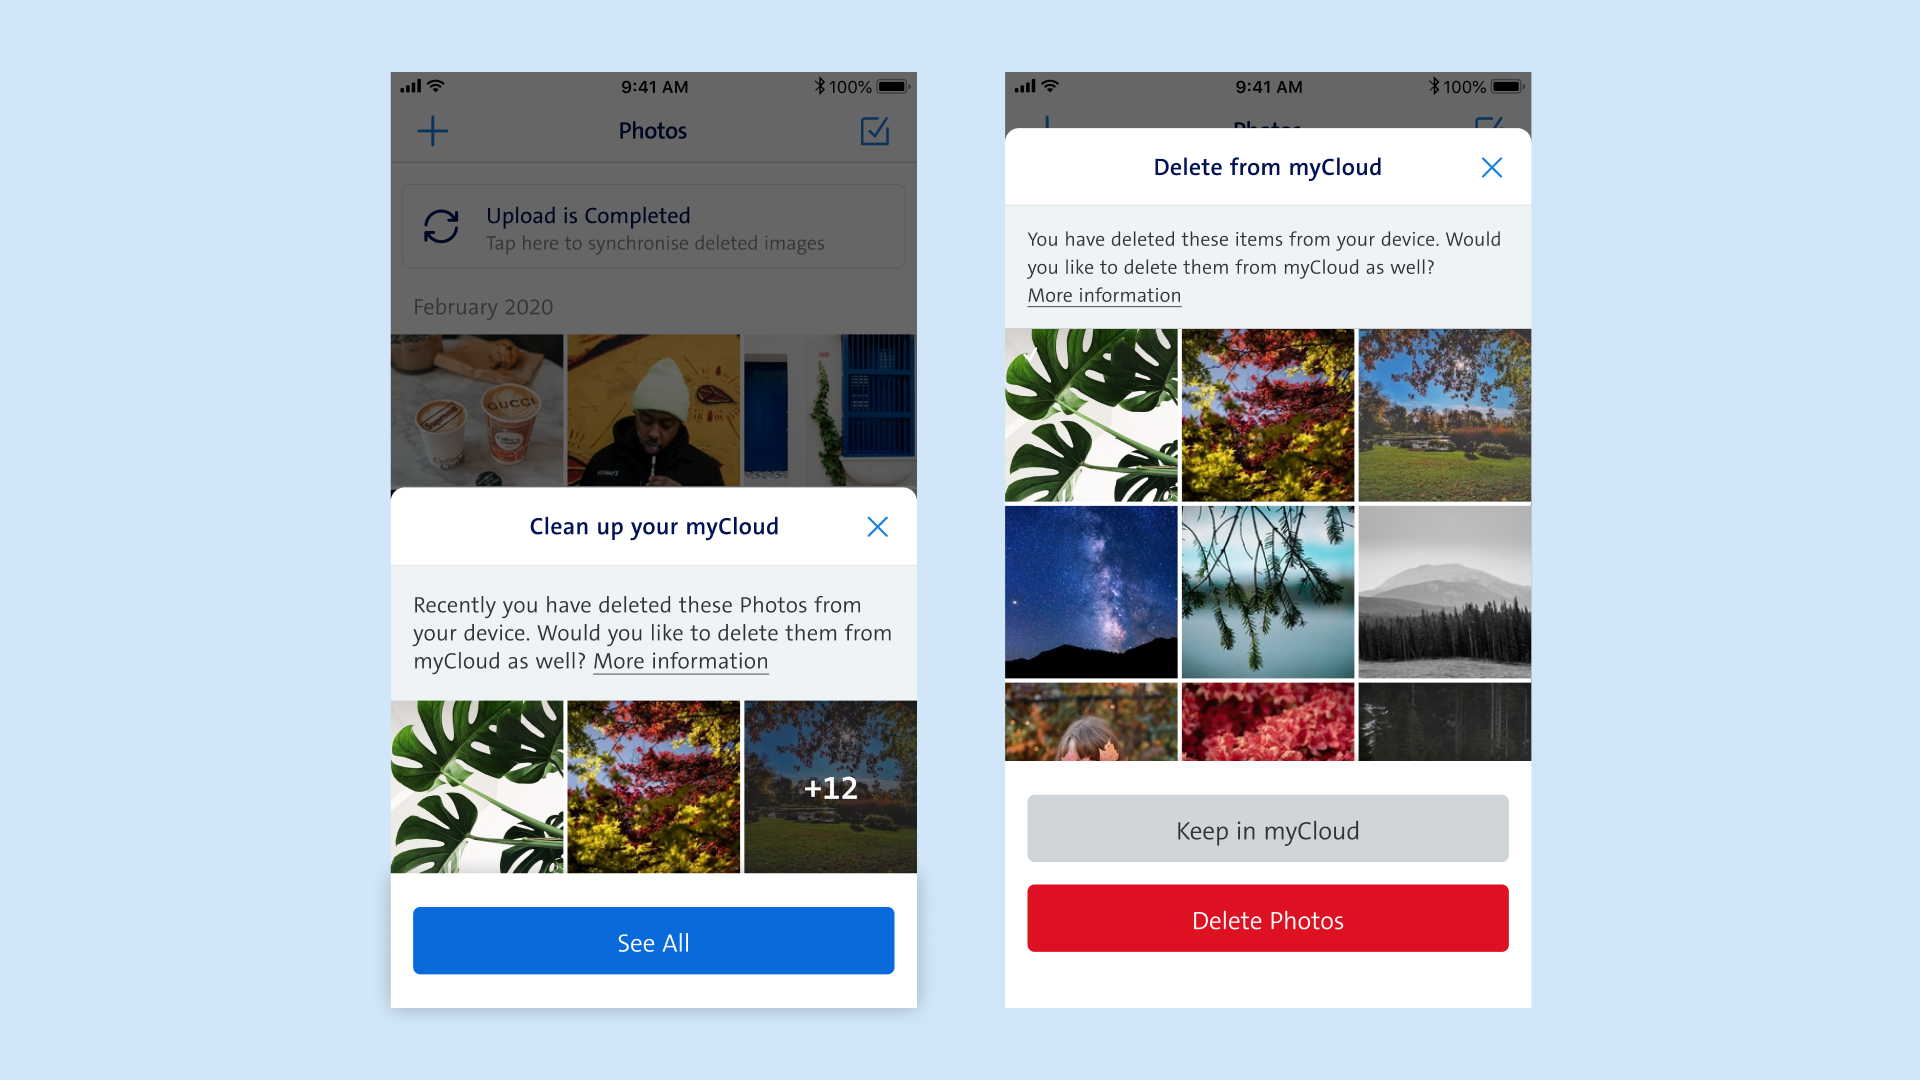 9:41 AM
100%
Photos
Upload is Completed
Tap here to synchronise deleted images
February 2020
GUCCI
Clean up your myCloud
Recently you have deleted these Photos from
your device. Would you like to delete them from
myCloud as well? More information
+12
See All
9:41 AM
100%
Photos
Delete from myCloud
You have deleted these items from your device. Would
you like to delete them from myCloud as well?
More information
Keep in myCloud
Delete Photos